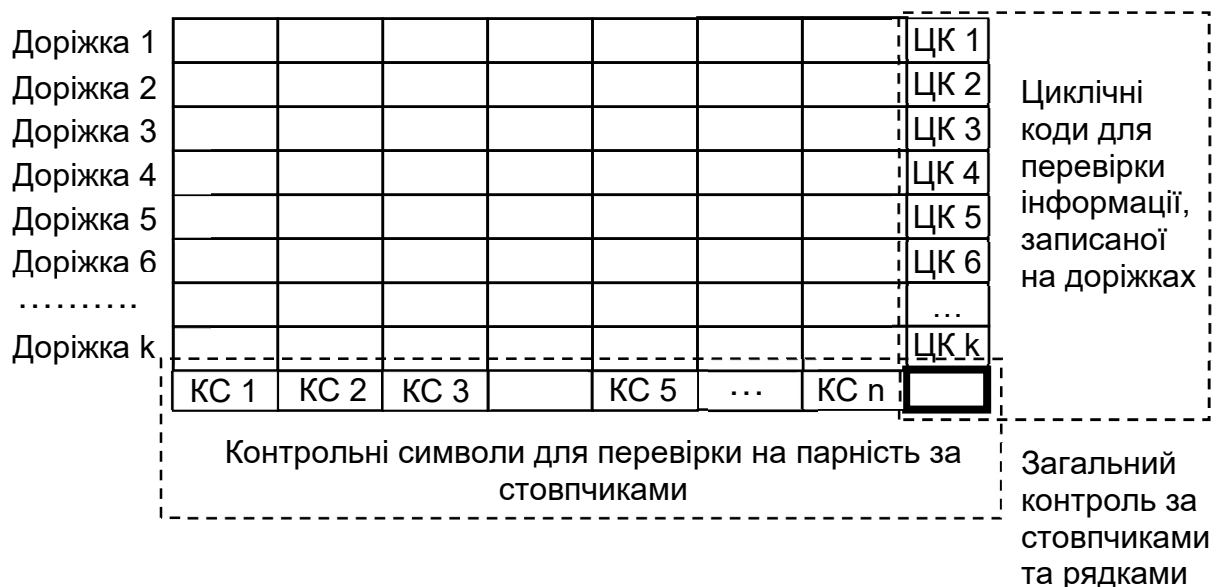 Доріжка 1
ЦК 1
Доріжка 2
ЦК 2
Доріжка 3
ЦК 3
Доріжка 4
ЦК 4
Доріжка 5
ЦК 5
Доріжка 6
ЦК 6
..........
...
Доріжка k
ЦК k
КС 1 КС 2 КС 3 КС 5 ... КС n
Циклічні
коди для
перевірки
інформації,
записаної
на доріжках
Контрольні символи для перевірки на парність за
стовпчиками
Загальний
контроль за
стовпчиками
та рядками